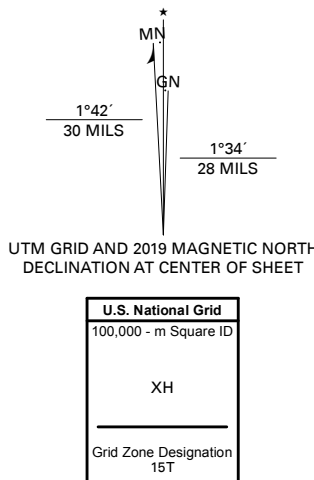 MN
GN
1°42´
30 MILS
1°34´
28 MILS
UTM GRID AND 2019 MAGNETIC NORTH
DECLINATION AT CENTER OF SHEET
U.S. National Grid
100,000 - m Square ID
XH
Grid Zone Designation
15T